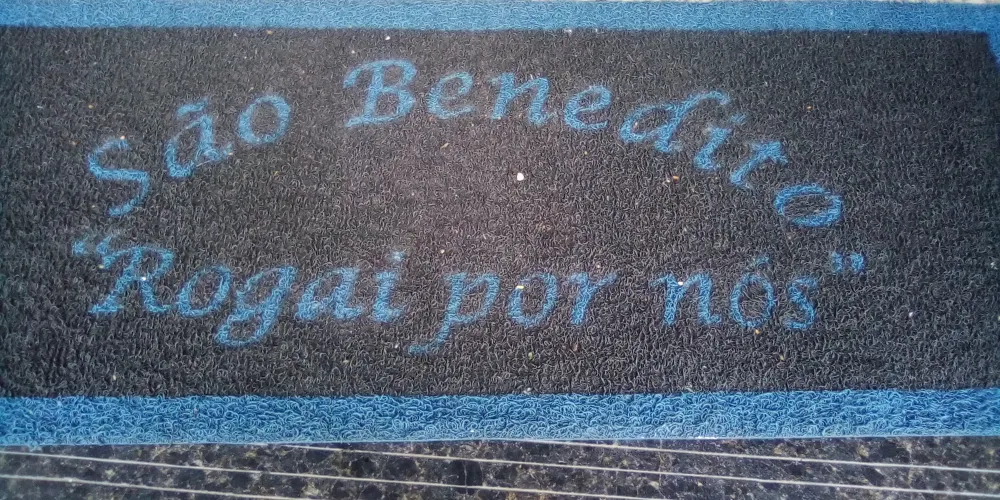 São Benedito
“Rogai por nós”